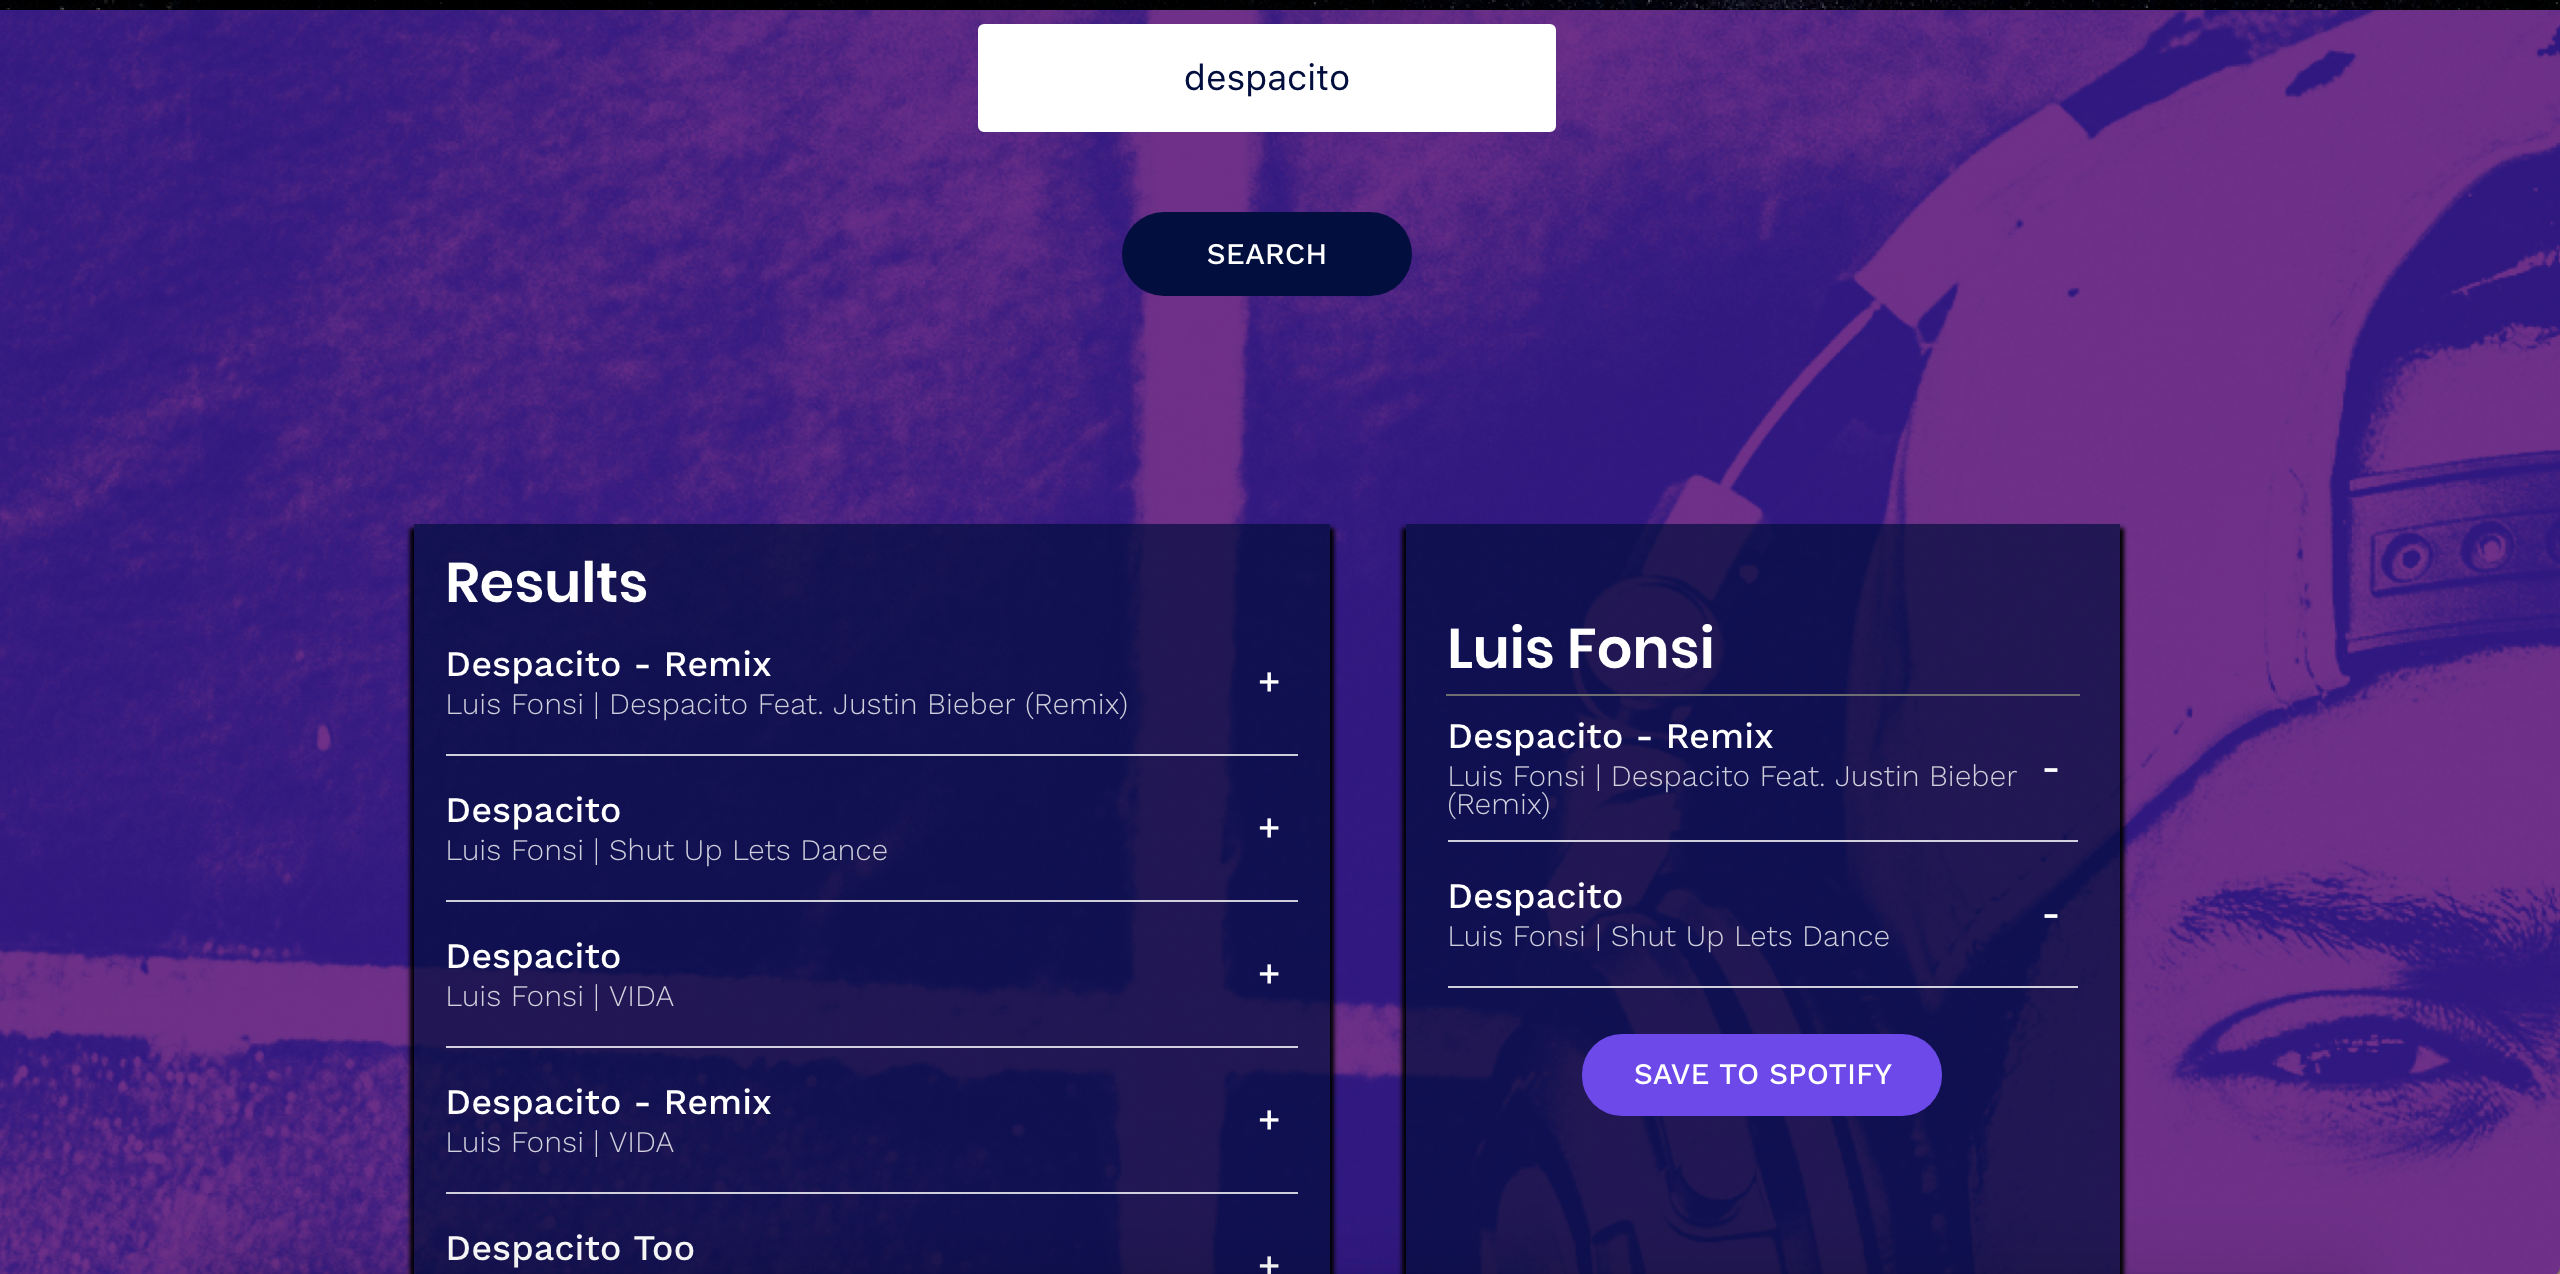 despacito
SEARCH
Results
Despacito - Remix
Luis Fonsi | Despacito Feat. Justin Bieber (Remix)
+
Despacito
Luis Fonsi | Shut Up Lets Dance
+
Despacito
Luis Fonsi | VIDA
+
Despacito - Remix
Luis Fonsi | VIDA
+
Despacito Too
+
Luis Fonsi
Despacito - Remix
Luis Fonsi | Despacito Feat. Justin Bieber
(Remix)
-
Despacito
Luis Fonsi | Shut Up Lets Dance
-
SAVE TO SPOTIFY